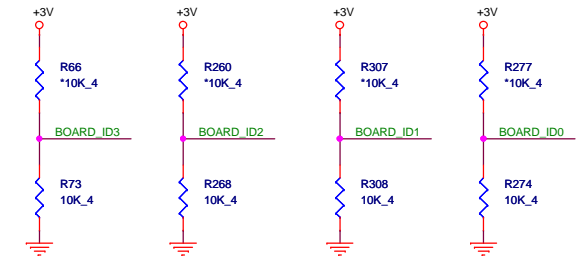 +3V
+3V
+3V
+3V
R66
*10K_4
R260
*10K_4
R307
*10K_4
R277
*10K_4
BOARD_ID3
BOARD_ID2
BOARD_ID1
BOARD_ID0
R73
10K_4
R268
10K_4
R308
10K_4
R274
10K_4